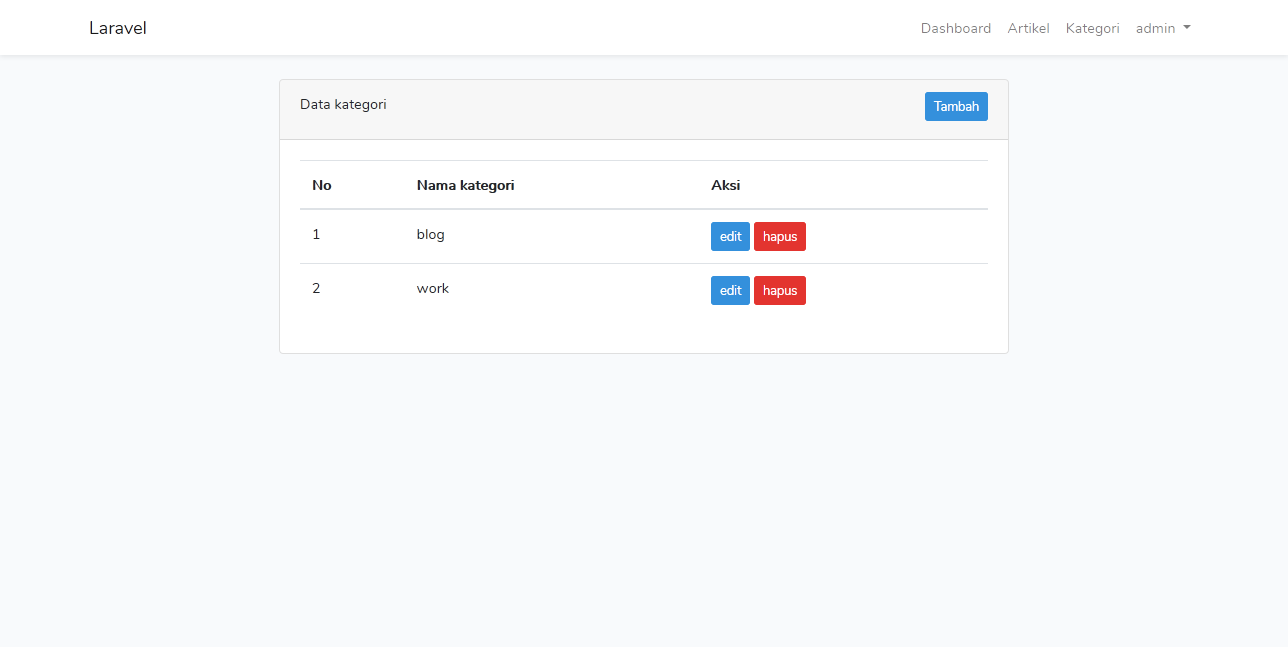 Laravel Dashboard Artikel Kategori admin
Data kategori Tambah
No Nama kategori Aksi
1 blog edit hapus
2 work edit hapus